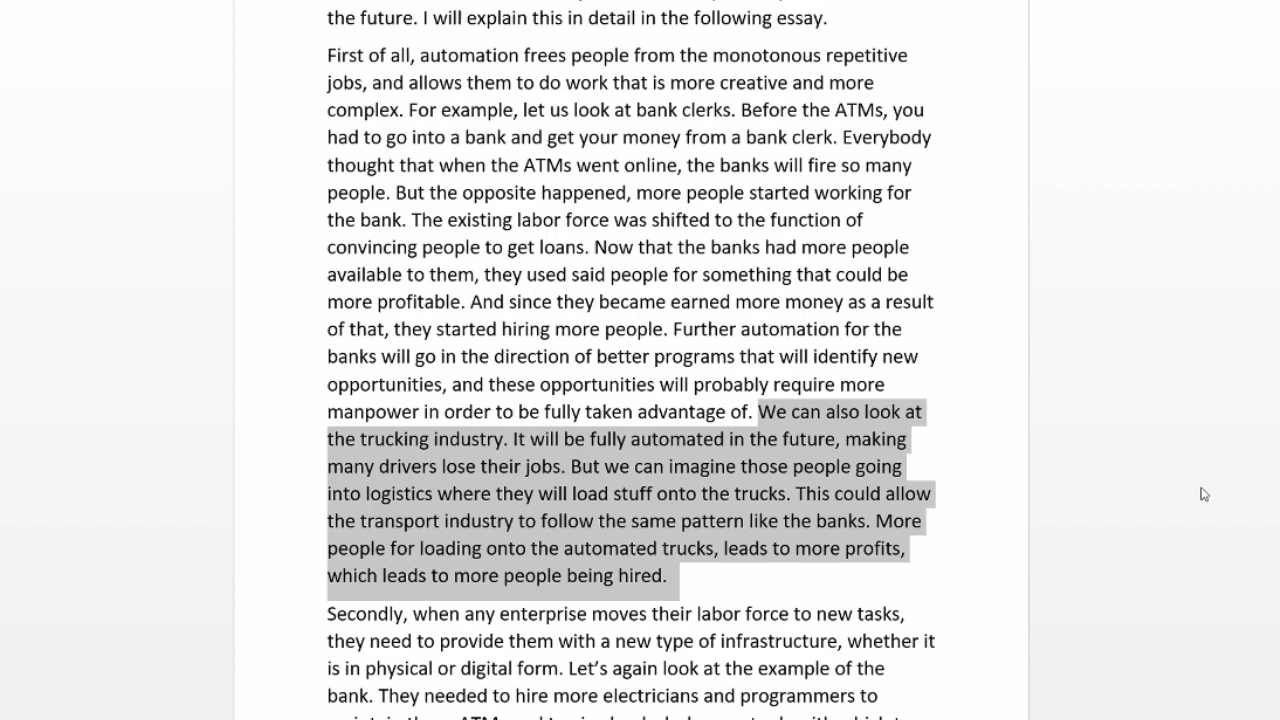 the future. I will explain this in detail in the following essay.
First of all, automation frees people from the monotonous repetitive
jobs, and allows them to do work that is more creative and more
complex. For example, let us look at bank clerks. Before the ATMs, you
had to go into a bank and get your money from a bank clerk. Everybody
thought that when the ATMs went online, the banks will fire so many
people. But the opposite happened, more people started working for
the bank. The existing labor force was shifted to the function of
convincing people to get loans. Now that the banks had more people
available to them, they used said people for something that could be
more profitable. And since they became earned more money as a result
of that, they started hiring more people. Further automation for the
banks will go in the direction of better programs that will identify new
opportunities, and these opportunities will probably require more
manpower in order to be fully taken advantage of. We can also look at
the trucking industry. It will be fully automated in the future, making
many drivers lose their jobs. But we can imagine those people going
into logistics where they will load stuff onto the trucks. This could allow
the transport industry to follow the same pattern like the banks. More
people for loading onto the automated trucks, leads to more profits,
which leads to more people being hired.
Secondly, when any enterprise moves their labor force to new tasks,
they need to provide them with a new type of infrastructure, whether it
is in physical or digital form. Let’s again look at the example of the
bank. They needed to hire more electricians and programmers to